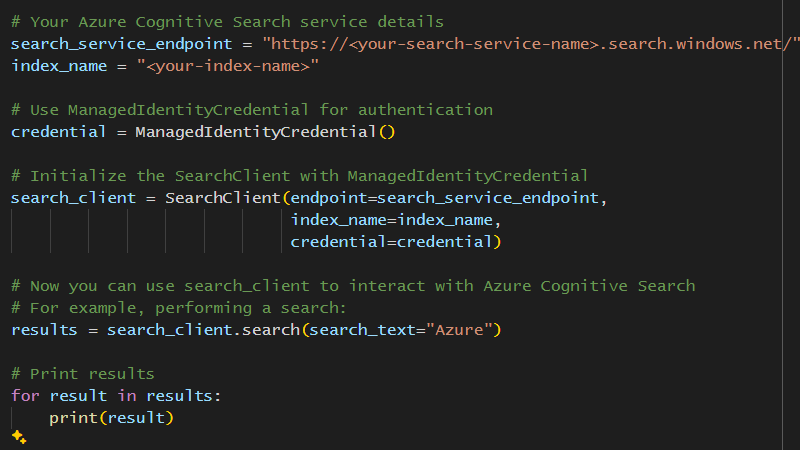 # Your Azure Cognitive Search service details
search_service_endpoint = "https://<your-search-service-name>.search.windows.net/"
index_name = "<your-index-name>"
# Use ManagedIdentityCredential for authentication
credential = ManagedIdentityCredential()
# Initialize the SearchClient with ManagedIdentityCredential
search_client = SearchClient(endpoint=search_service_endpoint,
index_name=index_name,
credential=credential)
# Now you can use search_client to interact with Azure Cognitive Search
# For example, performing a search:
results = search_client.search(search_text="Azure")
# Print results
for result in results:
print(result)